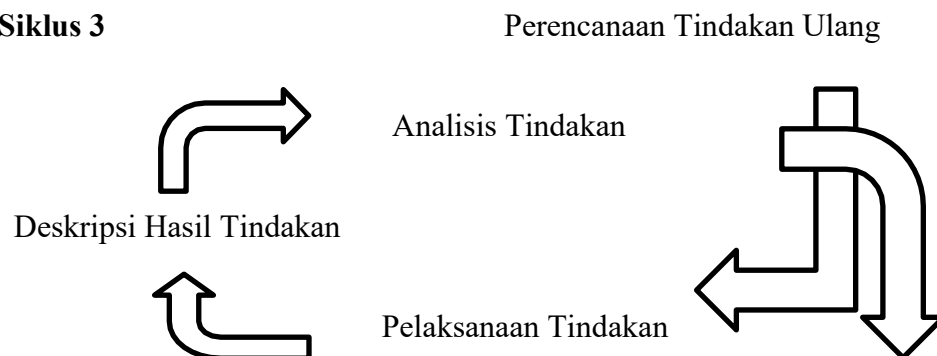 Siklus 3
Perencanaan Tindakan Ulang
Analisis Tindakan
Deskripsi Hasil Tindakan
Pelaksanaan Tindakan